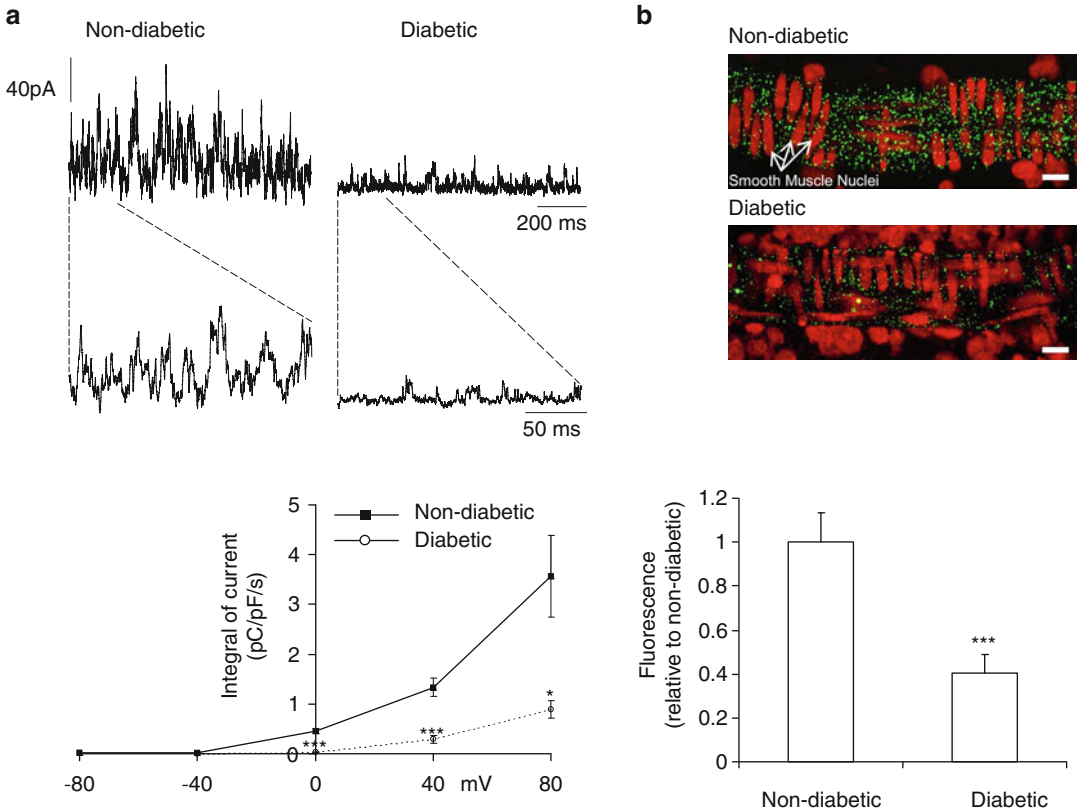 a
Non-diabetic
Diabetic
40pA
200 ms
50 ms
5
4
3
2
1
0
Integral of current
(pC/pF/s)
Non-diabetic
Diabetic
***
***
*
-80
-40
0
40
mV
80
b
Non-diabetic
Smooth Muscle Nuclei
Diabetic
1.2
1
0.8
0.6
0.4
0.2
0
Fluorescence
(relative to non-diabetic)
***
Non-diabetic
Diabetic